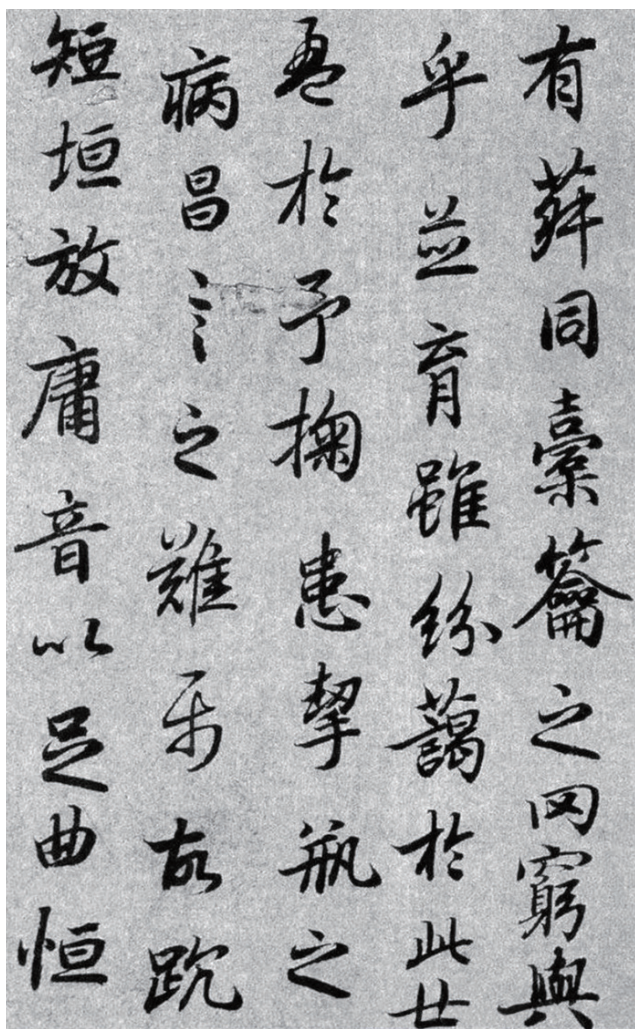 有菽同橐籥之罔窮與
乎並育雖紛藹於此世
盈於予掬患挈瓶之
病昌言之難屬故踸
短垣放庸音以足曲恒